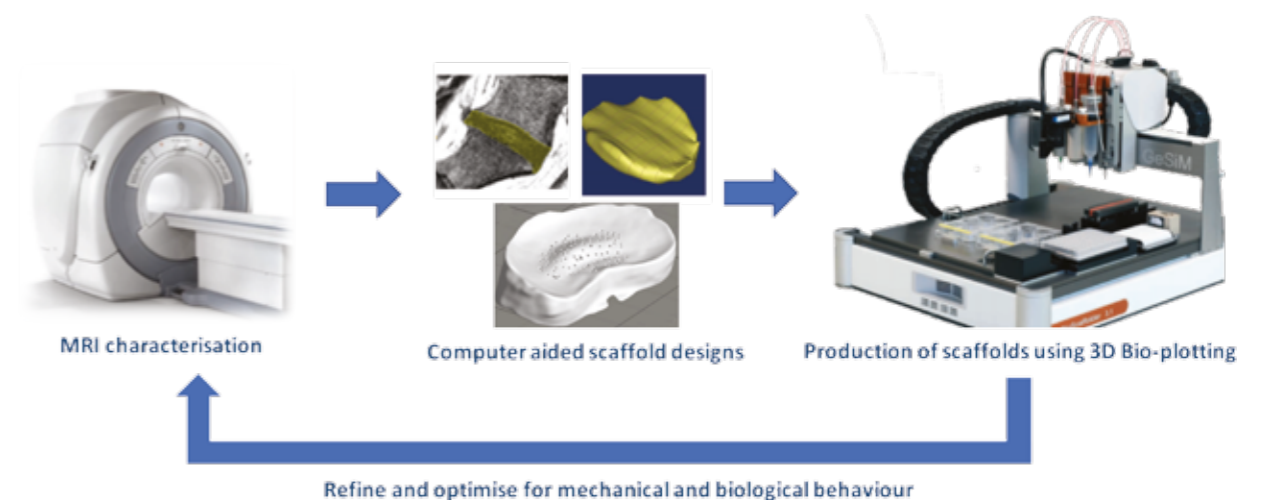 GeSiM
MRI characterisation
Computer aided scaffold designs
Production of scaffolds using 3D Bio-plotting
Refine and optimise for mechanical and biological behaviour